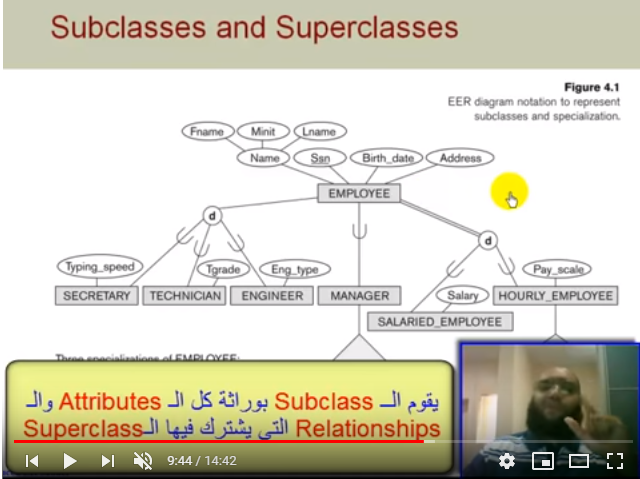 Subclasses and Superclasses
Figure 4.1
EER diagram notation to represent
subclasses and specialization.
Fname Minit Lname
Name Ssn Birth_date Address
EMPLOYEE
d
d
Typing_speed Tgrade Eng_type Pay_scale
SECRETARY TECHNICIAN ENGINEER MANAGER Salary HOURLY_EMPLOYEE
SALARIED_EMPLOYEE
Three specializations of EMPLOYEE:
يقوم الـ Subclass بوراثة كل الـ Attributes والـ
Relationships التي يشترك فيها الـSuperclass
9:44 / 14:42